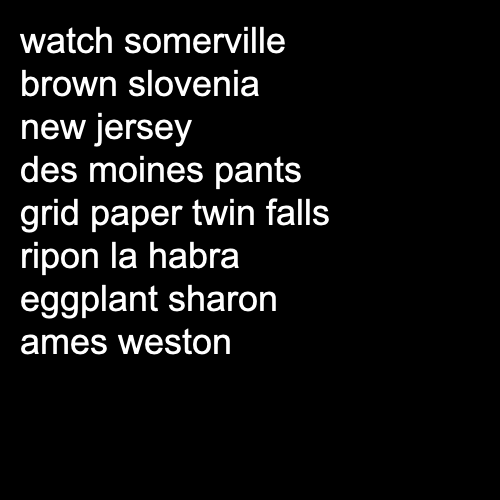 watch somerville
brown slovenia
new jersey
des moines pants
grid paper twin falls
ripon la habra
eggplant sharon
ames weston